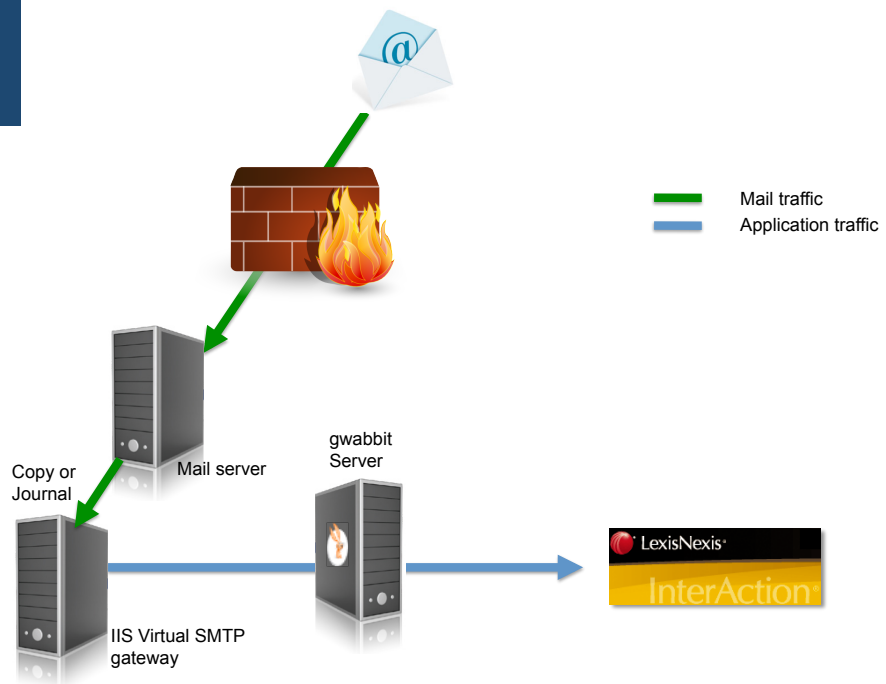 @
Mail traffic
Application traffic
Mail server
gwabbit
Server
Copy or
Journal
LexisNexis®
InterAction®
IIS Virtual SMTP
gateway